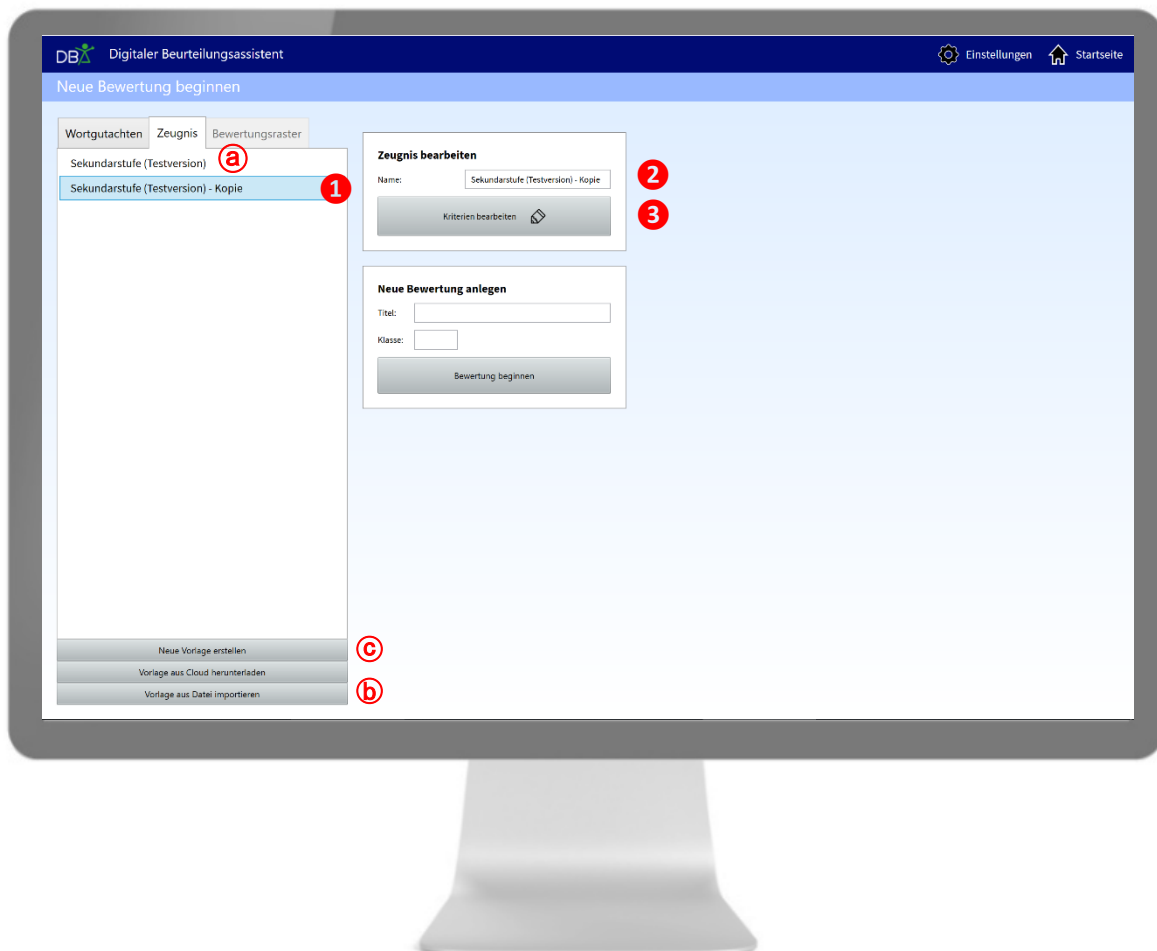 DBA Digitaler Beurteilungsassistent Einstellungen Startseite
Neue Bewertung beginnen
Wortgutachten Zeugnis Bewertungsraster
Sekundarstufe (Testversion) a
Sekundarstufe (Testversion) - Kopie 1
Zeugnis bearbeiten
Name: Sekundarstufe (Testversion) - Kopie 2
Kriterien bearbeiten 3
Neue Bewertung anlegen
Titel:
Klasse:
Bewertung beginnen
Neue Vorlage erstellen c
Vorlage aus Cloud herunterladen
Vorlage aus Datei importieren b